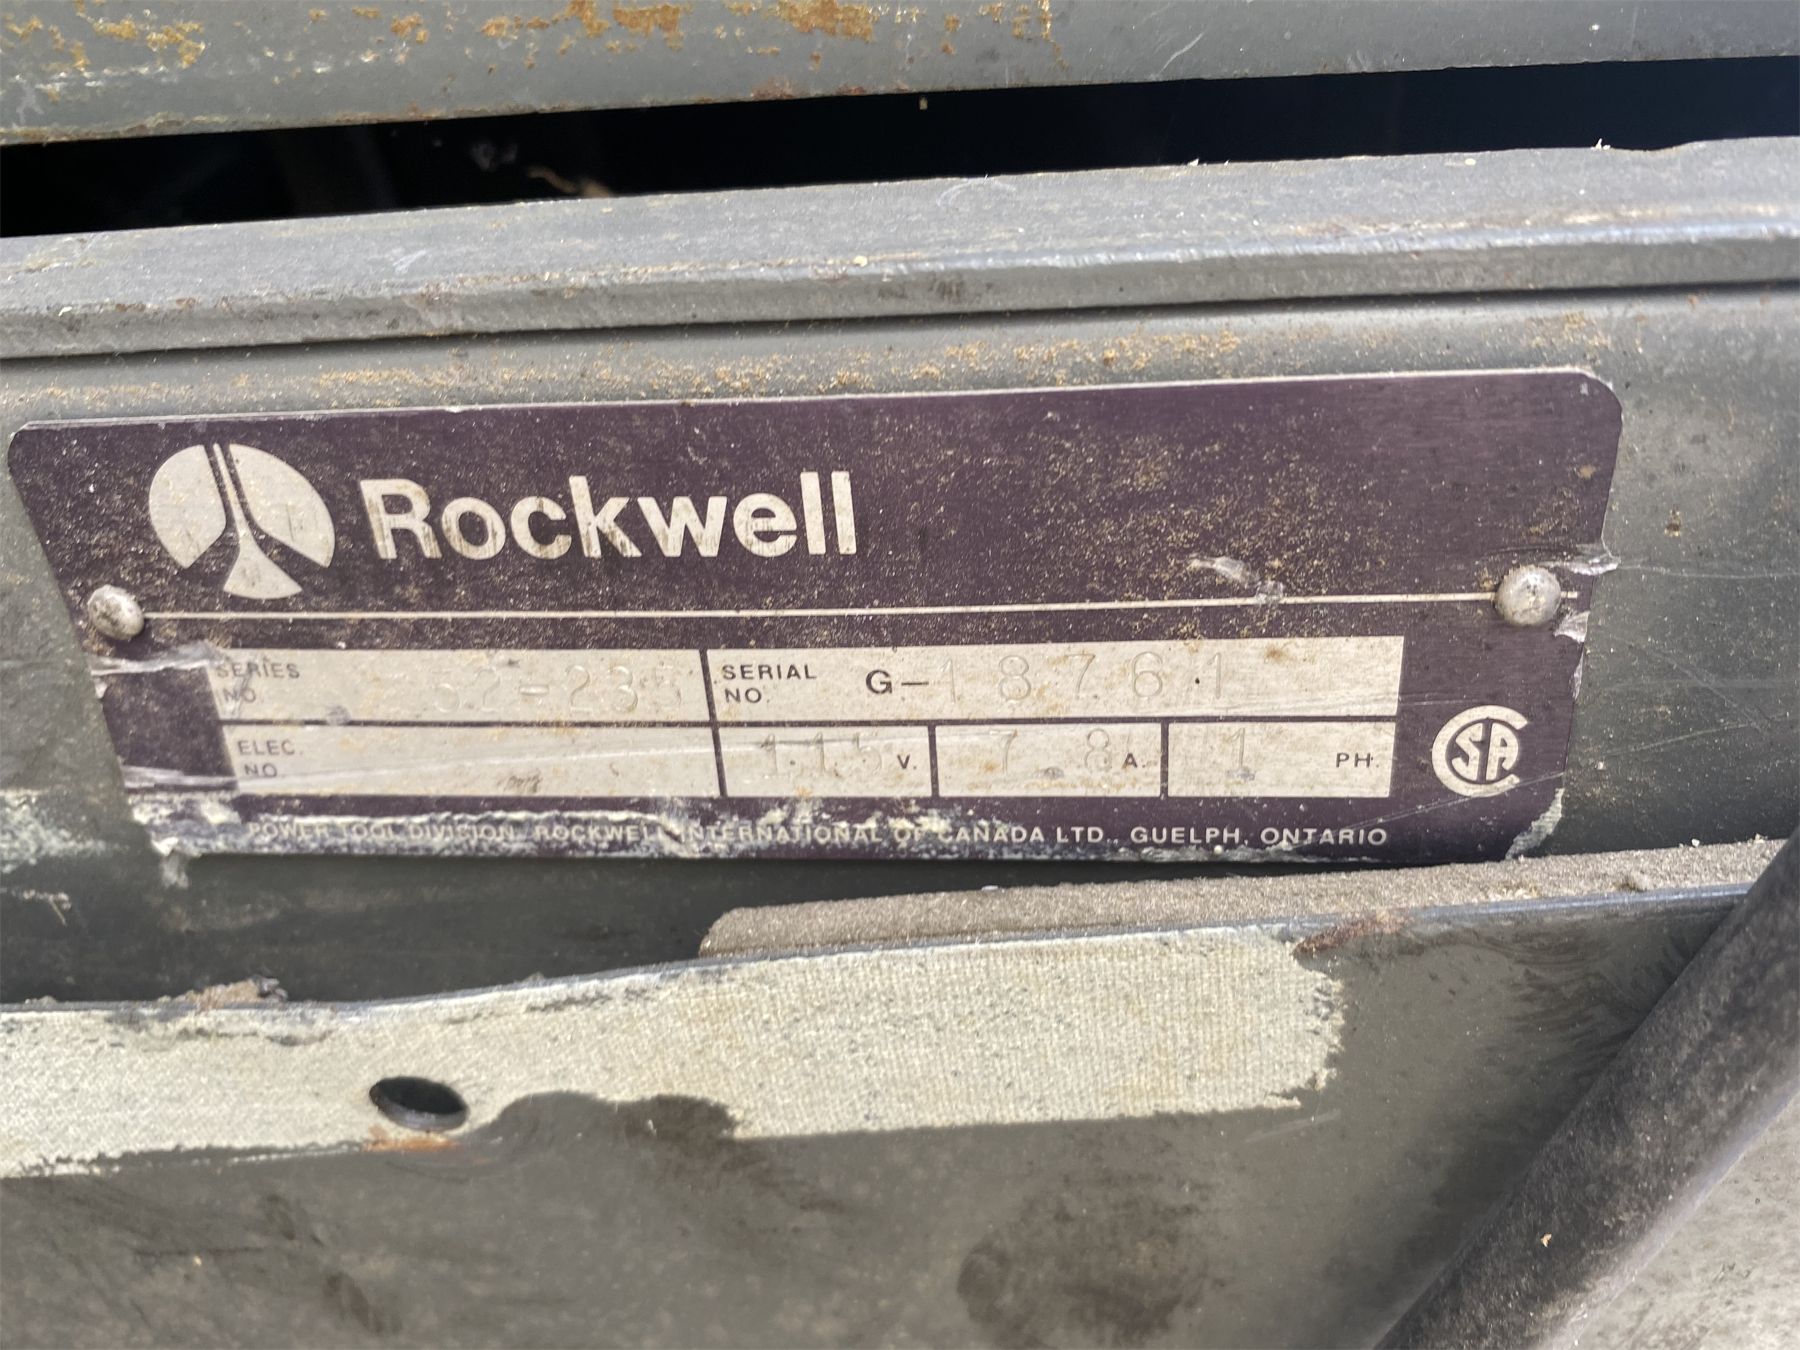 Rockwell
SERIES NO. SERIAL NO. G-18761
ELEC. NO. 115 V. 7.8 A. 1 PH.
CSA
POWER TOOL DIVISION, ROCKWELL INTERNATIONAL OF CANADA LTD., GUELPH, ONTARIO